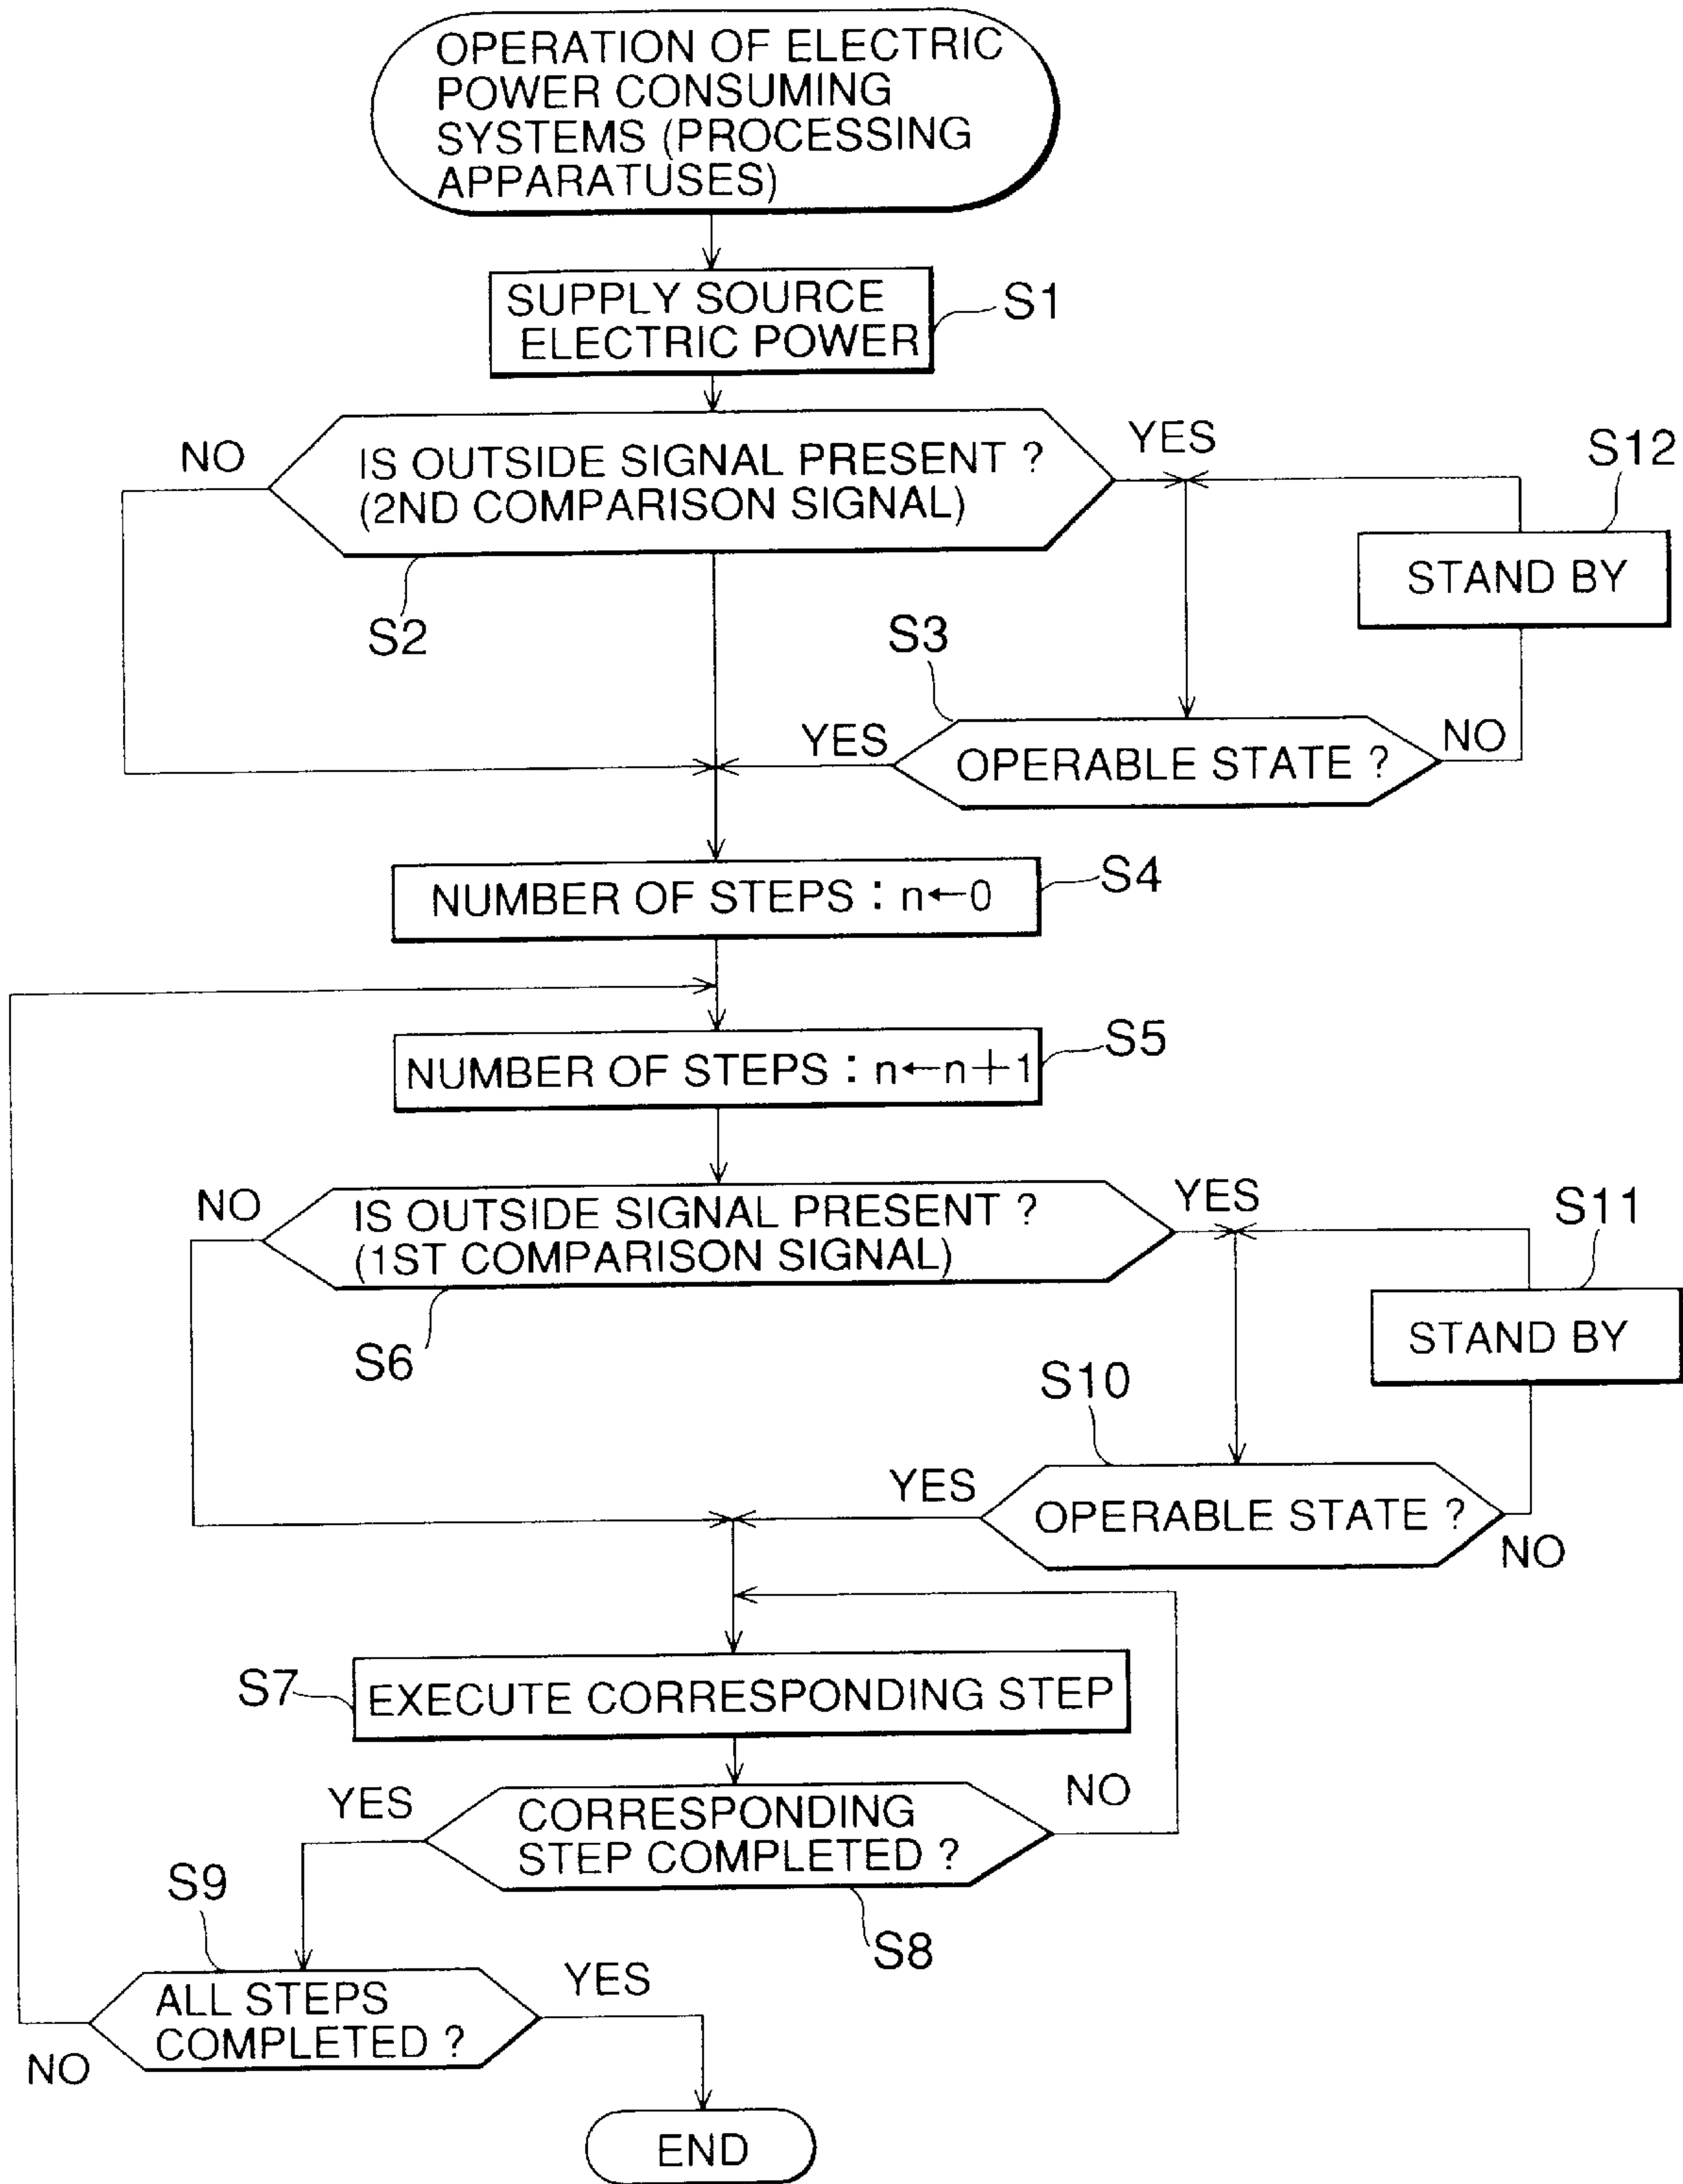 OPERATION OF ELECTRIC
POWER CONSUMING
SYSTEMS (PROCESSING
APPARATUSES)
SUPPLY SOURCE
ELECTRIC POWER
S1
NO
IS OUTSIDE SIGNAL PRESENT ?
(2ND COMPARISON SIGNAL)
YES
S12
STAND BY
S2
S3
YES
OPERABLE STATE ?
NO
NUMBER OF STEPS : n←0
S4
NUMBER OF STEPS : n←n+1
S5
NO
IS OUTSIDE SIGNAL PRESENT ?
(1ST COMPARISON SIGNAL)
YES
S11
STAND BY
S6
S10
YES
OPERABLE STATE ?
NO
S7
EXECUTE CORRESPONDING STEP
YES
CORRESPONDING
STEP COMPLETED ?
NO
S9
S8
ALL STEPS
COMPLETED ?
YES
NO
END